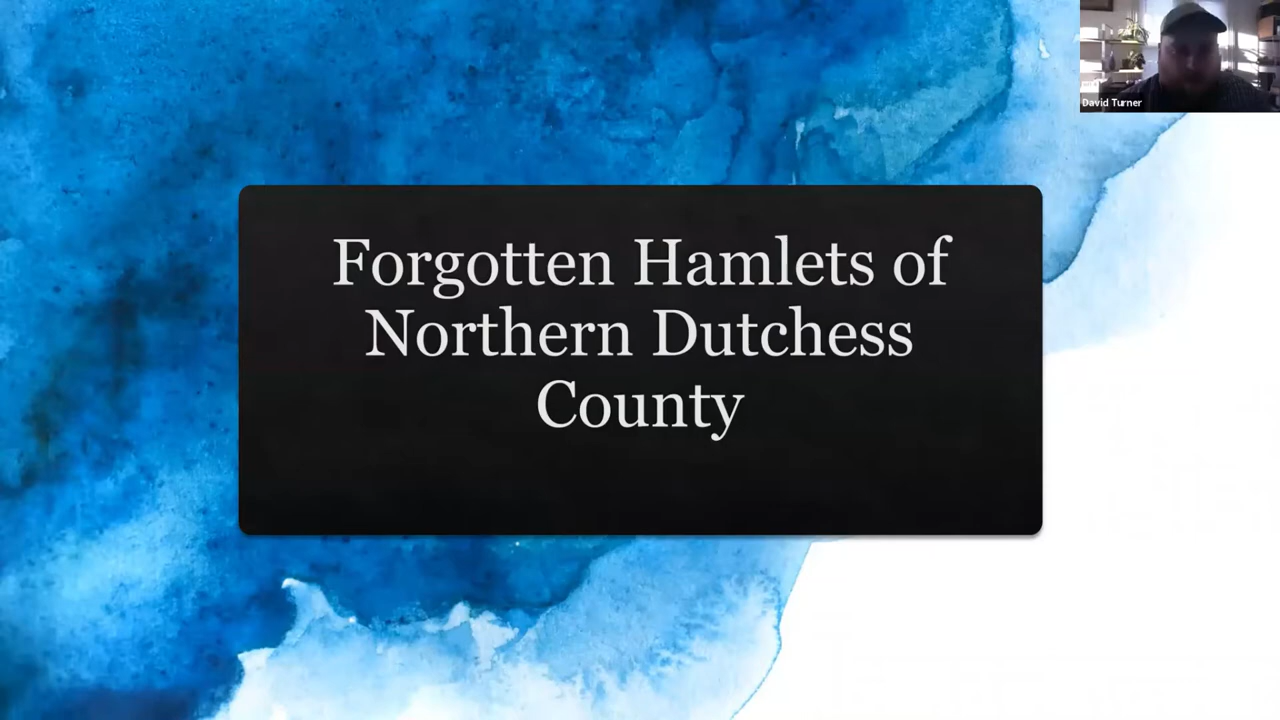 Forgotten Hamlets of
Northern Dutchess
County
David Turner